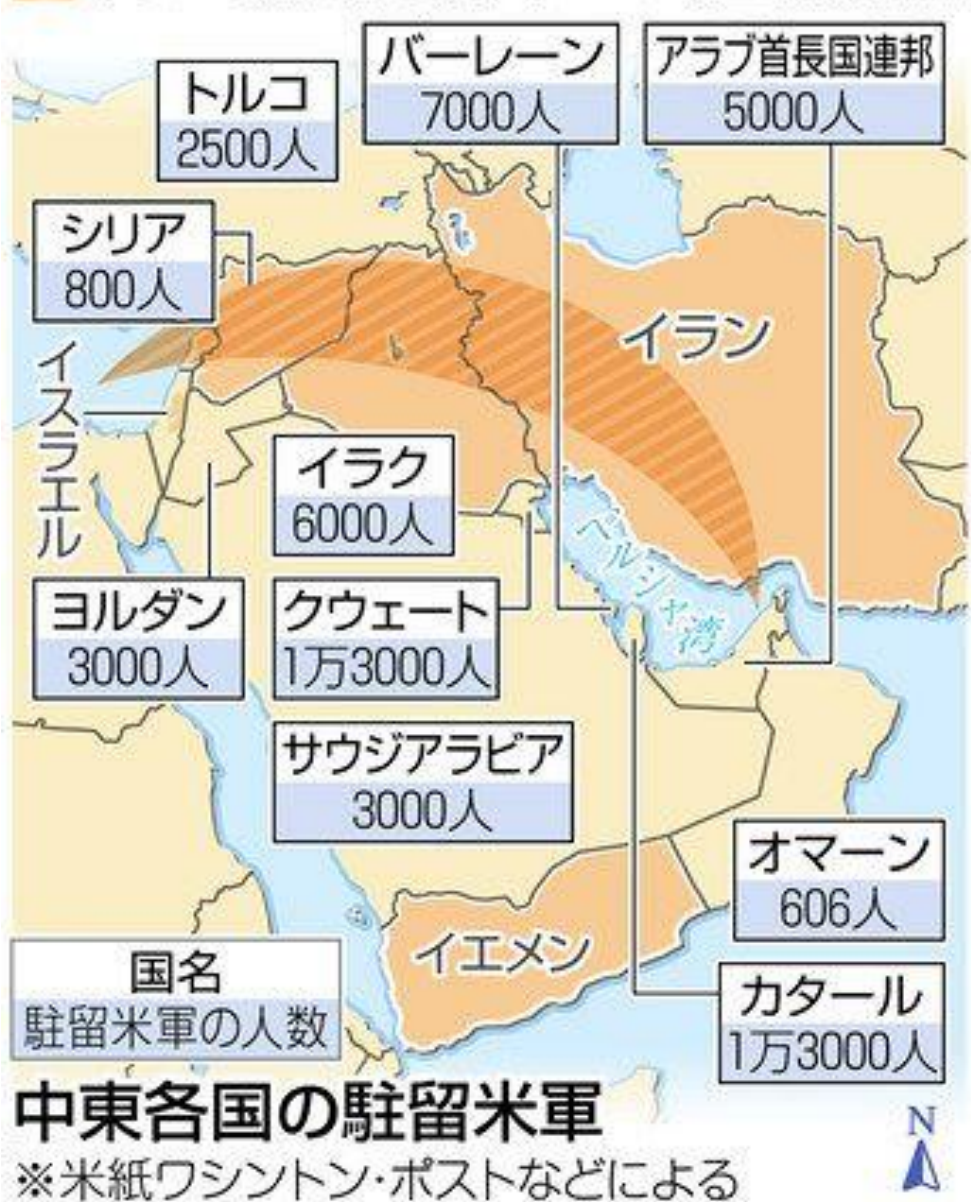 トルコ
2500人
バーレーン
7000人
アラブ首長国連邦
5000人
シリア
800人
イラン
イスラエル
イラク
6000人
ペルシャ湾
ヨルダン
3000人
クウェート
1万3000人
サウジアラビア
3000人
オマーン
606人
イエメン
カタール
1万3000人
国名
駐留米軍の人数
中東各国の駐留米軍
※米紙ワシントン・ポストなどによる
N